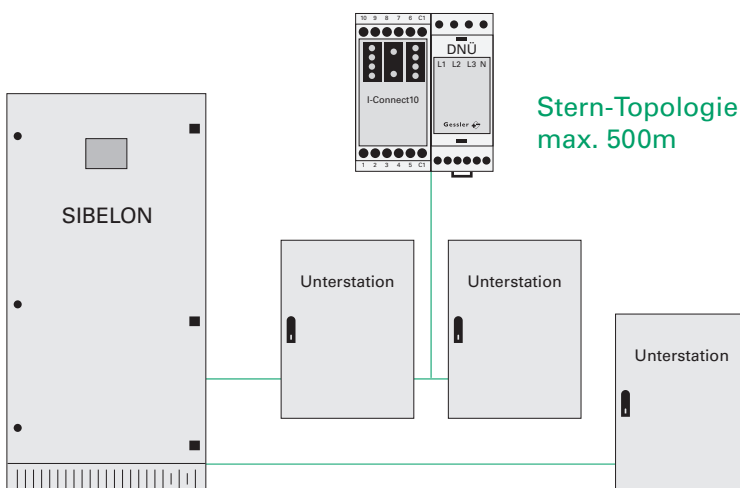 10 9 8 7 6 C1
DNÜ
L1 L2 L3 N
I-Connect10
Gessler
1 2 3 4 5 C1
Stern-Topologie
max. 500m
SIBELON
Unterstation
Unterstation
Unterstation